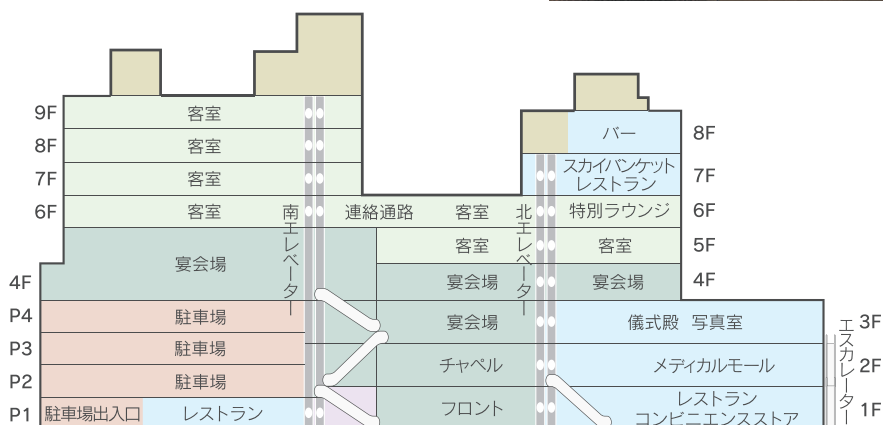 9F 客室
8F 客室 バー 8F
7F 客室 スカイバンケット
レストラン 7F
6F 客室 連絡通路 客室 特別ラウンジ 6F
南エレベーター
北エレベーター
客室 客室 5F
宴会場
4F 宴会場 宴会場 4F
P4 駐車場 宴会場 儀式殿 写真室 3F
P3 駐車場
チャペル メディカルモール 2F
P2 駐車場
エスカレーター
P1 駐車場出入口 レストラン フロント レストラン
コンビニエンスストア 1F